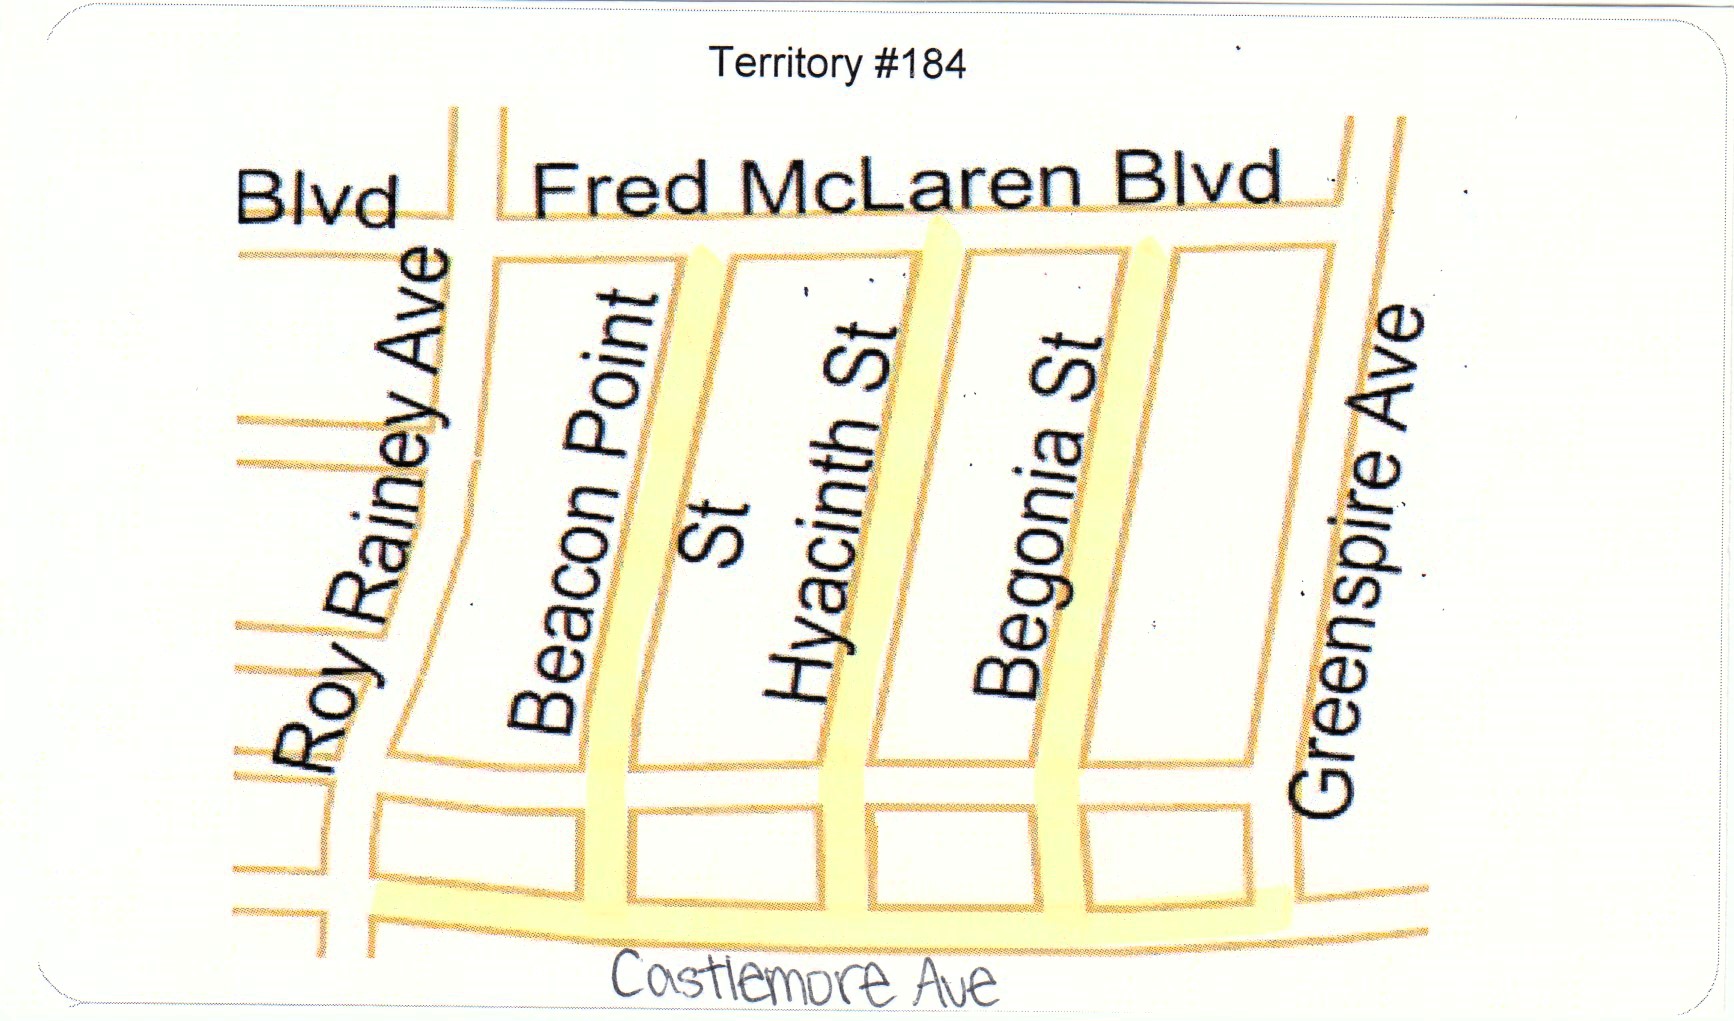 Territory #184
Blvd
Fred McLaren Blvd
Roy Rainey Ave
Beacon Point
St
Hyacinth St
Begonia St
Greenspire Ave
Castlemore Ave